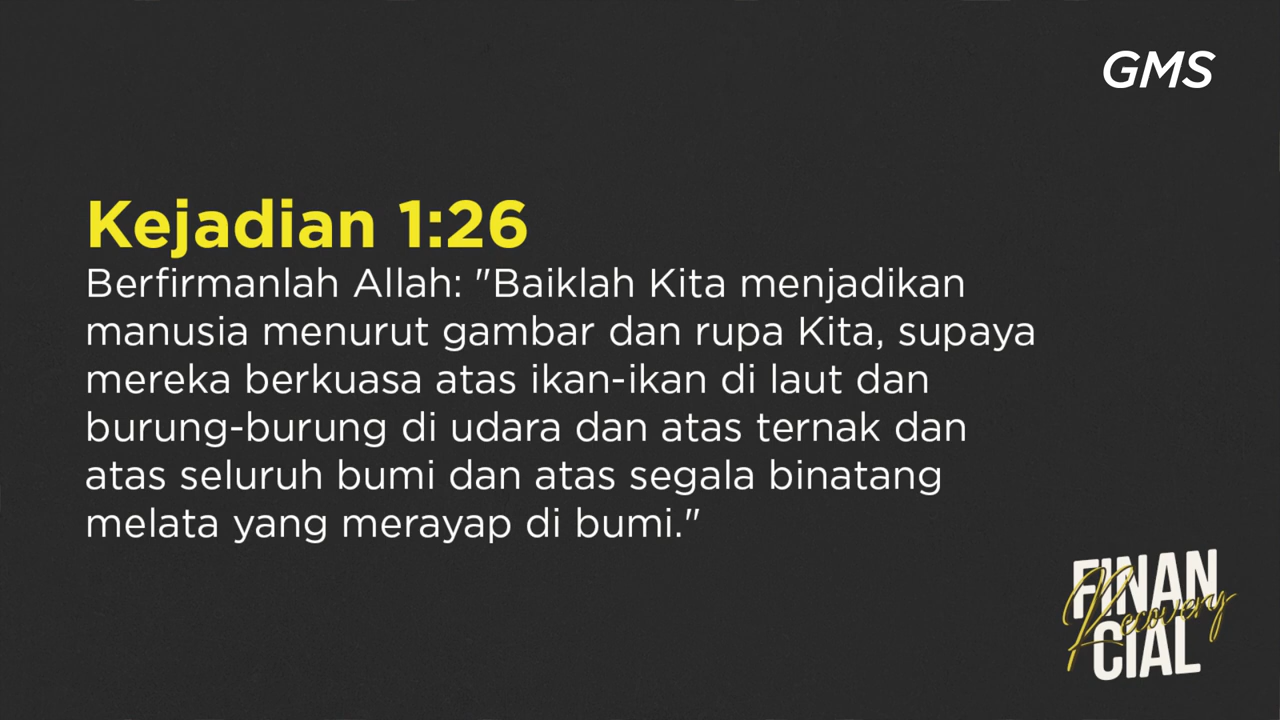 GMS
Kejadian 1:26
Berfirmanlah Allah: "Baiklah Kita menjadikan
manusia menurut gambar dan rupa Kita, supaya
mereka berkuasa atas ikan-ikan di laut dan
burung-burung di udara dan atas ternak dan
atas seluruh bumi dan atas segala binatang
melata yang merayap di bumi."
FINAN
Recovery
CIAL